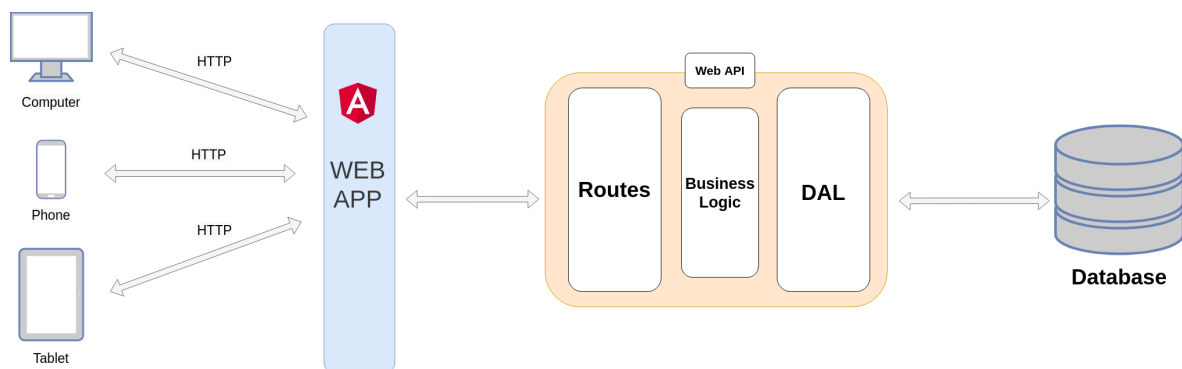 HTTP
Computer
HTTP
Phone
HTTP
Tablet
WEB
APP
Web API
Routes
Business
Logic
DAL
Database